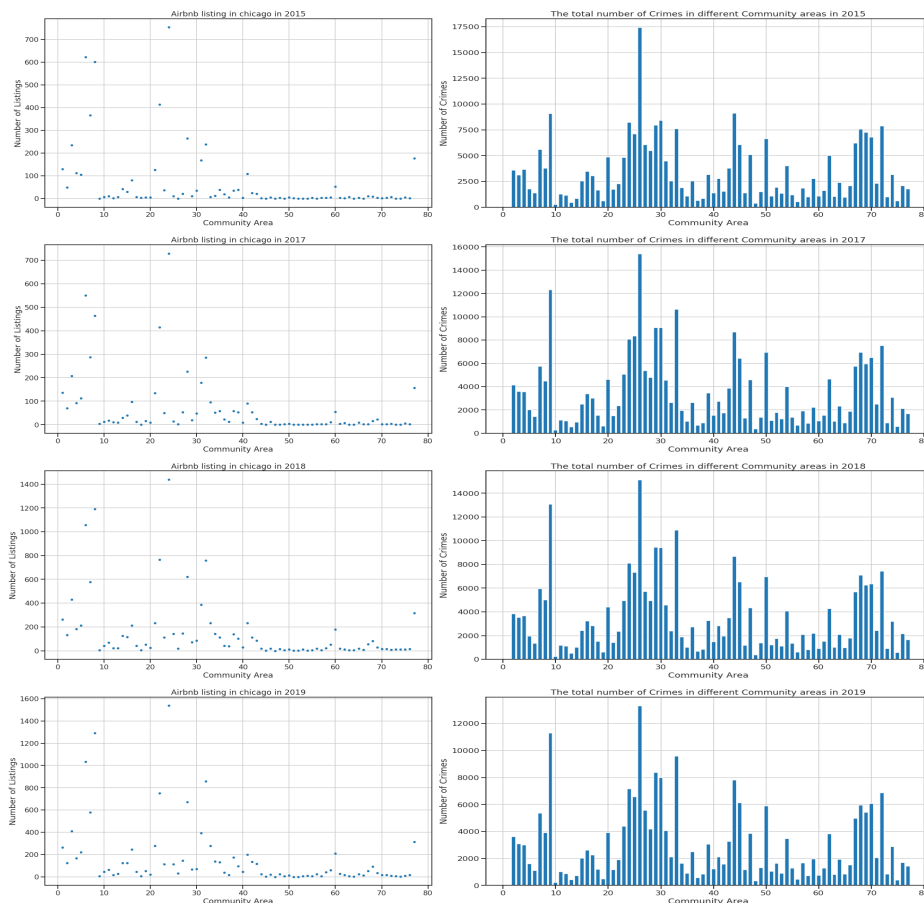 Airbnb listing in chicago in 2015
Number of Listings
700
600
500
400
300
200
100
0
0 10 20 30 40 50 60 70 80
Community Area
The total number of Crimes in different Community areas in 2015
Number of Crimes
17500
15000
12500
10000
7500
5000
2500
0
0 10 20 30 40 50 60 70 80
Community Area
Airbnb listing in chicago in 2017
Number of Listings
700
600
500
400
300
200
100
0
0 10 20 30 40 50 60 70 80
Community Area
The total number of Crimes in different Community areas in 2017
Number of Crimes
16000
14000
12000
10000
8000
6000
4000
2000
0
0 10 20 30 40 50 60 70 80
Community Area
Airbnb listing in chicago in 2018
Number of Listings
1400
1200
1000
800
600
400
200
0
0 10 20 30 40 50 60 70 80
Community Area
The total number of Crimes in different Community areas in 2018
Number of Crimes
14000
12000
10000
8000
6000
4000
2000
0
0 10 20 30 40 50 60 70 80
Community Area
Airbnb listing in chicago in 2019
Number of Listings
1600
1400
1200
1000
800
600
400
200
0
0 10 20 30 40 50 60 70 80
Community Area
The total number of Crimes in different Community areas in 2019
Number of Crimes
12000
10000
8000
6000
4000
2000
0
0 10 20 30 40 50 60 70 80
Community Area